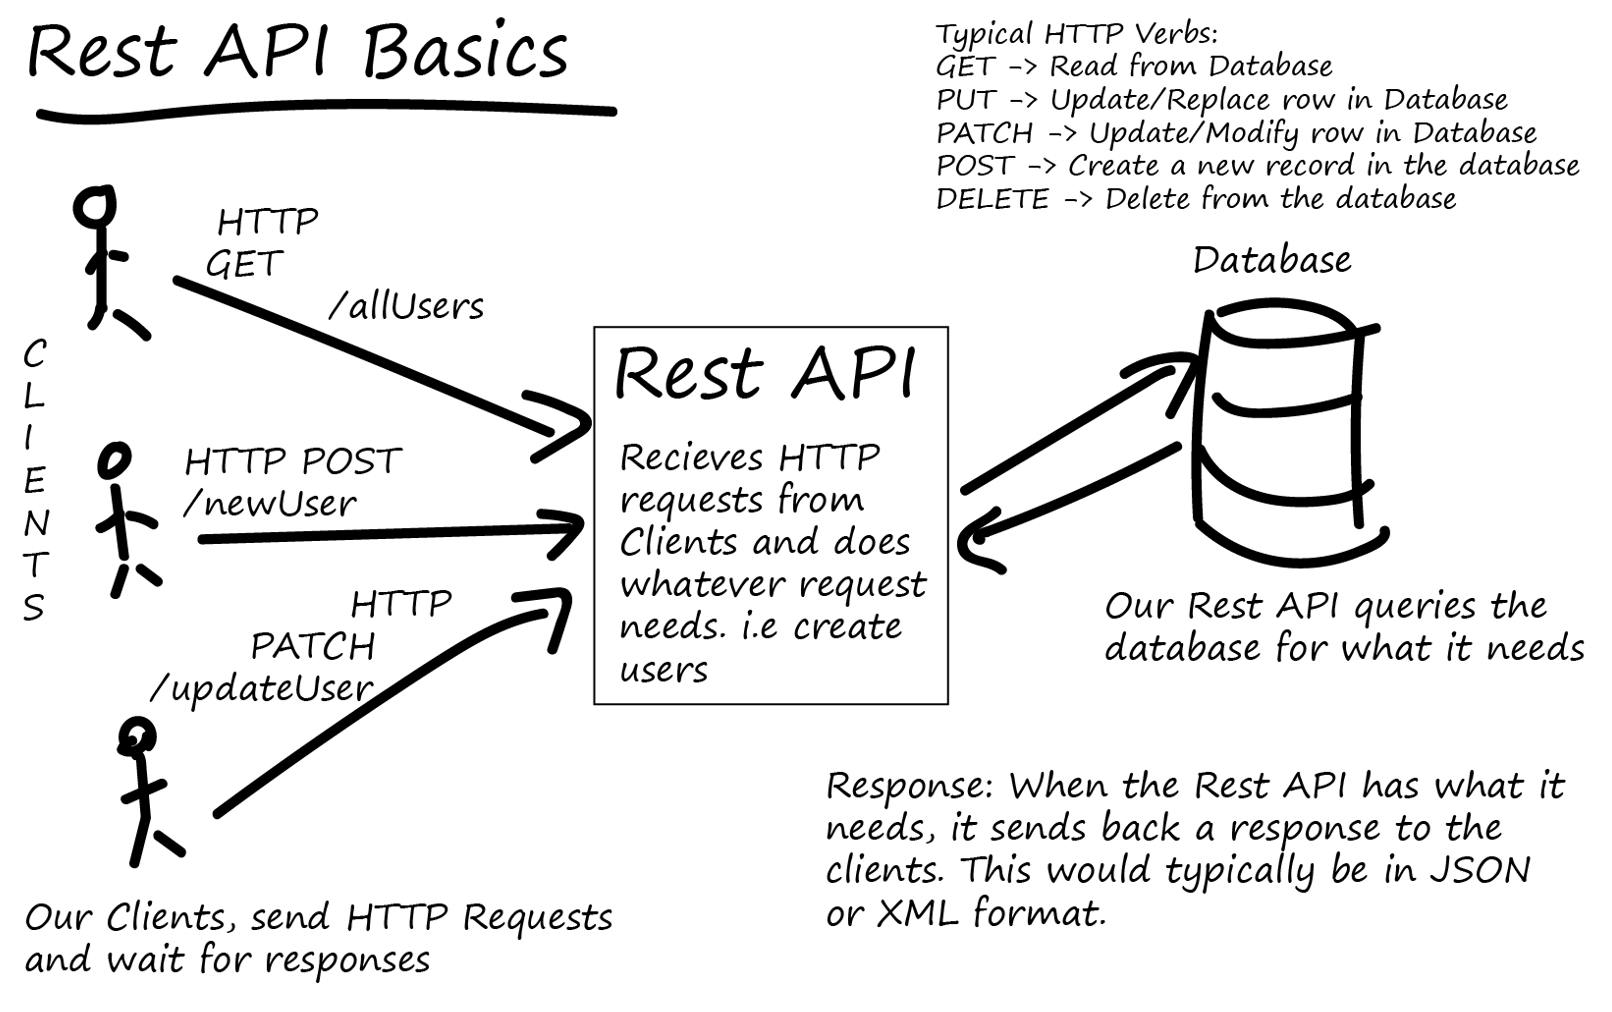 Rest API Basics
Typical HTTP Verbs:
GET -> Read from Database
PUT -> Update/Replace row in Database
PATCH -> Update/Modify row in Database
POST -> Create a new record in the database
DELETE -> Delete from the database
CLIENTS
HTTP
GET
/allUsers
HTTP POST
/newUser
HTTP
PATCH
/updateUser
Our Clients, send HTTP Requests
and wait for responses
Rest API
Recieves HTTP
requests from
Clients and does
whatever request
needs. i.e create
users
Database
Our Rest API queries the
database for what it needs
Response: When the Rest API has what it
needs, it sends back a response to the
clients. This would typically be in JSON
or XML format.